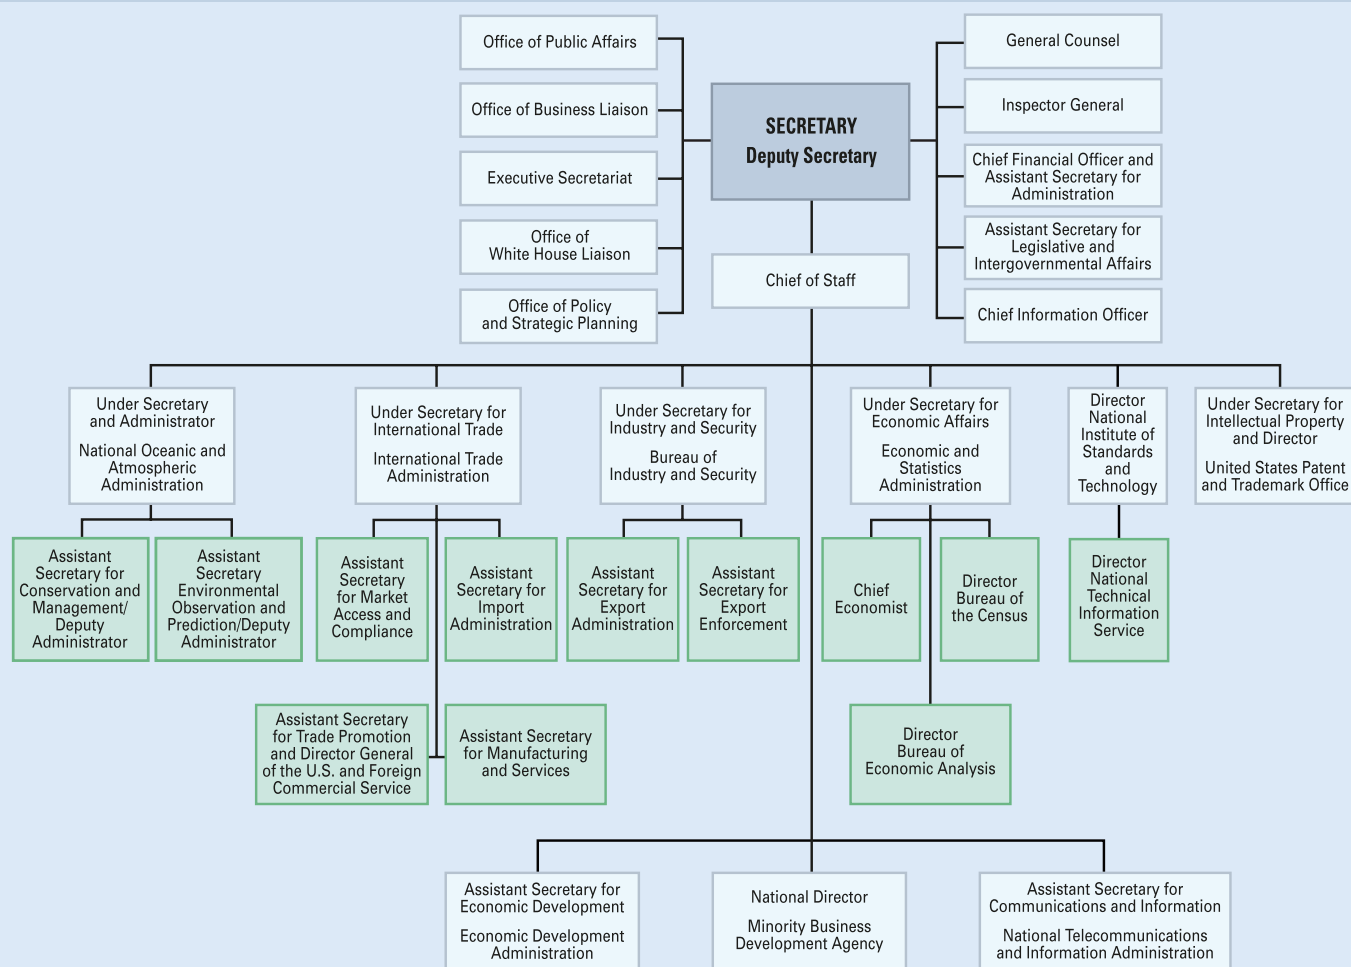 Office of Public Affairs
Office of Business Liaison
Executive Secretariat
Office of
White House Liaison
Office of Policy
and Strategic Planning
SECRETARY
Deputy Secretary
Chief of Staff
General Counsel
Inspector General
Chief Financial Officer and
Assistant Secretary for
Administration
Assistant Secretary for
Legislative and
Intergovernmental Affairs
Chief Information Officer
Under Secretary
and Administrator
National Oceanic and
Atmospheric
Administration
Under Secretary for
International Trade
International Trade
Administration
Under Secretary for
Industry and Security
Bureau of
Industry and Security
Under Secretary for
Economic Affairs
Economic and
Statistics
Administration
Director
National
Institute of
Standards
and
Technology
Under Secretary for
Intellectual Property
and Director
United States Patent
and Trademark Office
Assistant
Secretary for
Conservation and
Management/
Deputy
Administrator
Assistant
Secretary
Environmental
Observation and
Prediction/Deputy
Administrator
Assistant
Secretary
for Market
Access and
Compliance
Assistant
Secretary for
Import
Administration
Assistant
Secretary for
Export
Administration
Assistant
Secretary for
Export
Enforcement
Chief
Economist
Director
Bureau of
the Census
Director
National
Technical
Information
Service
Assistant Secretary
for Trade Promotion
and Director General
of the U.S. and Foreign
Commercial Service
Assistant Secretary
for Manufacturing
and Services
Director
Bureau of
Economic Analysis
Assistant Secretary for
Economic Development
Economic Development
Administration
National Director
Minority Business
Development Agency
Assistant Secretary for
Communications and Information
National Telecommunications
and Information Administration